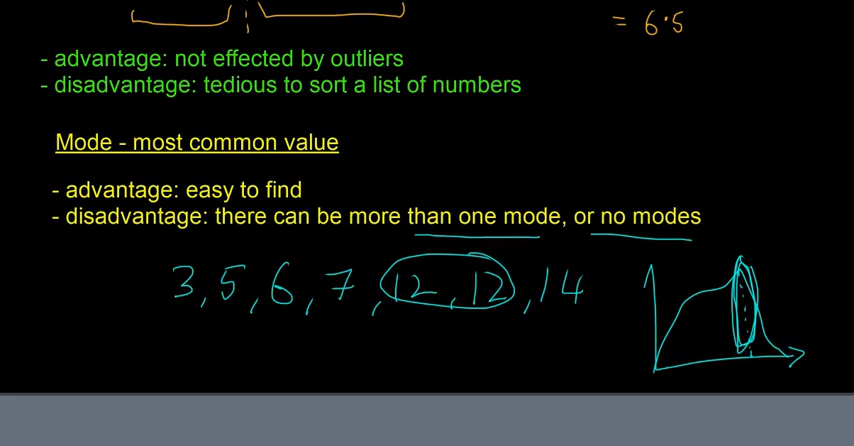 = 6.5
- advantage: not effected by outliers
- disadvantage: tedious to sort a list of numbers
Mode - most common value
- advantage: easy to find
- disadvantage: there can be more than one mode, or no modes
3, 5, 6, 7, 12, 12, 14